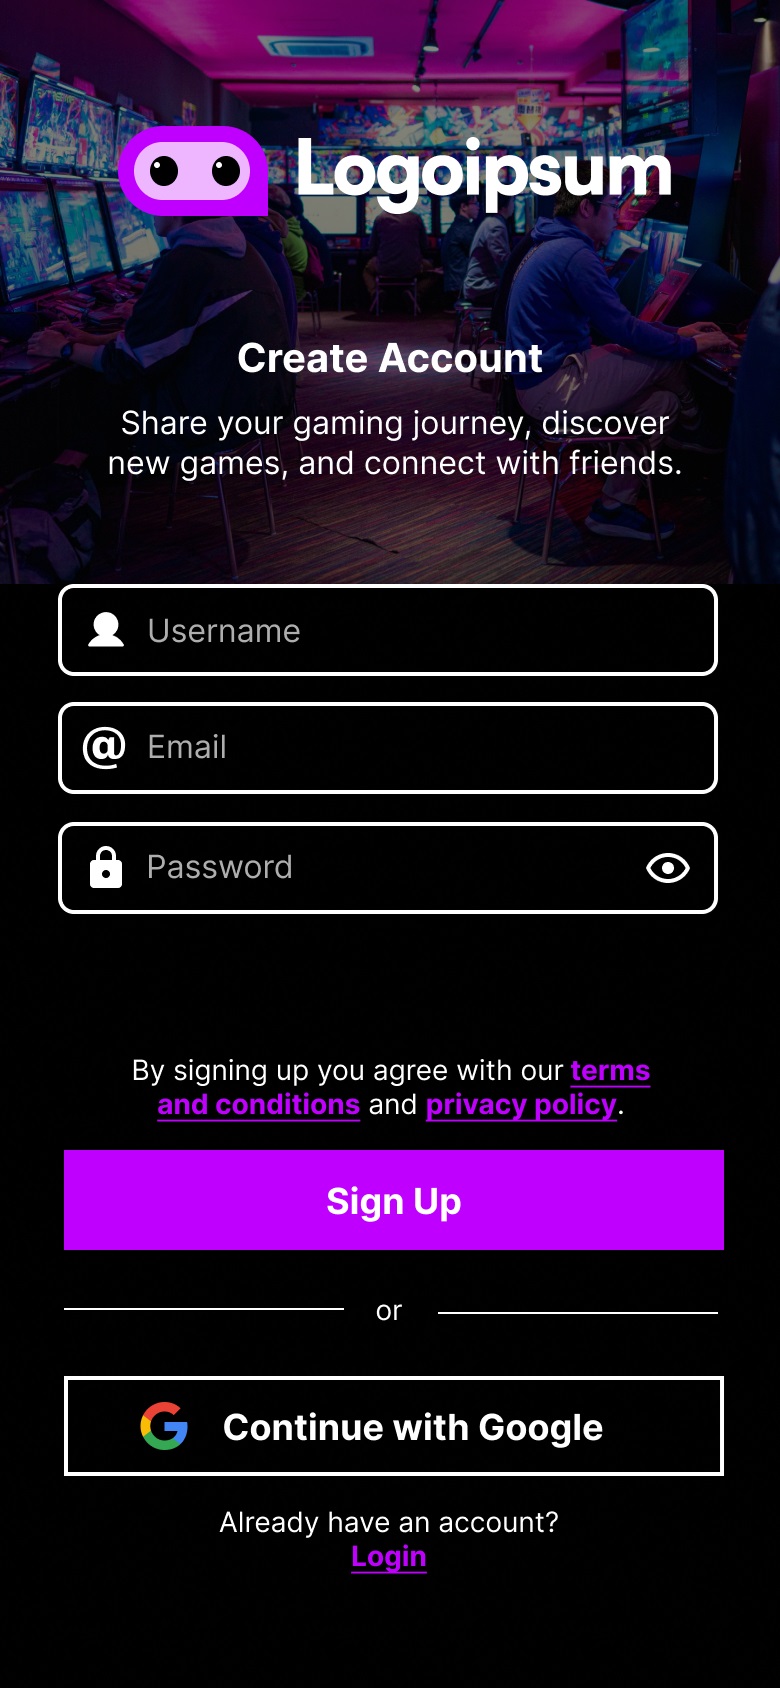 Logoipsum
Create Account
Share your gaming journey, discover
new games, and connect with friends.
Username
@ Email
Password
By signing up you agree with our terms
and conditions and privacy policy.
Sign Up
or
Continue with Google
Already have an account?
Login